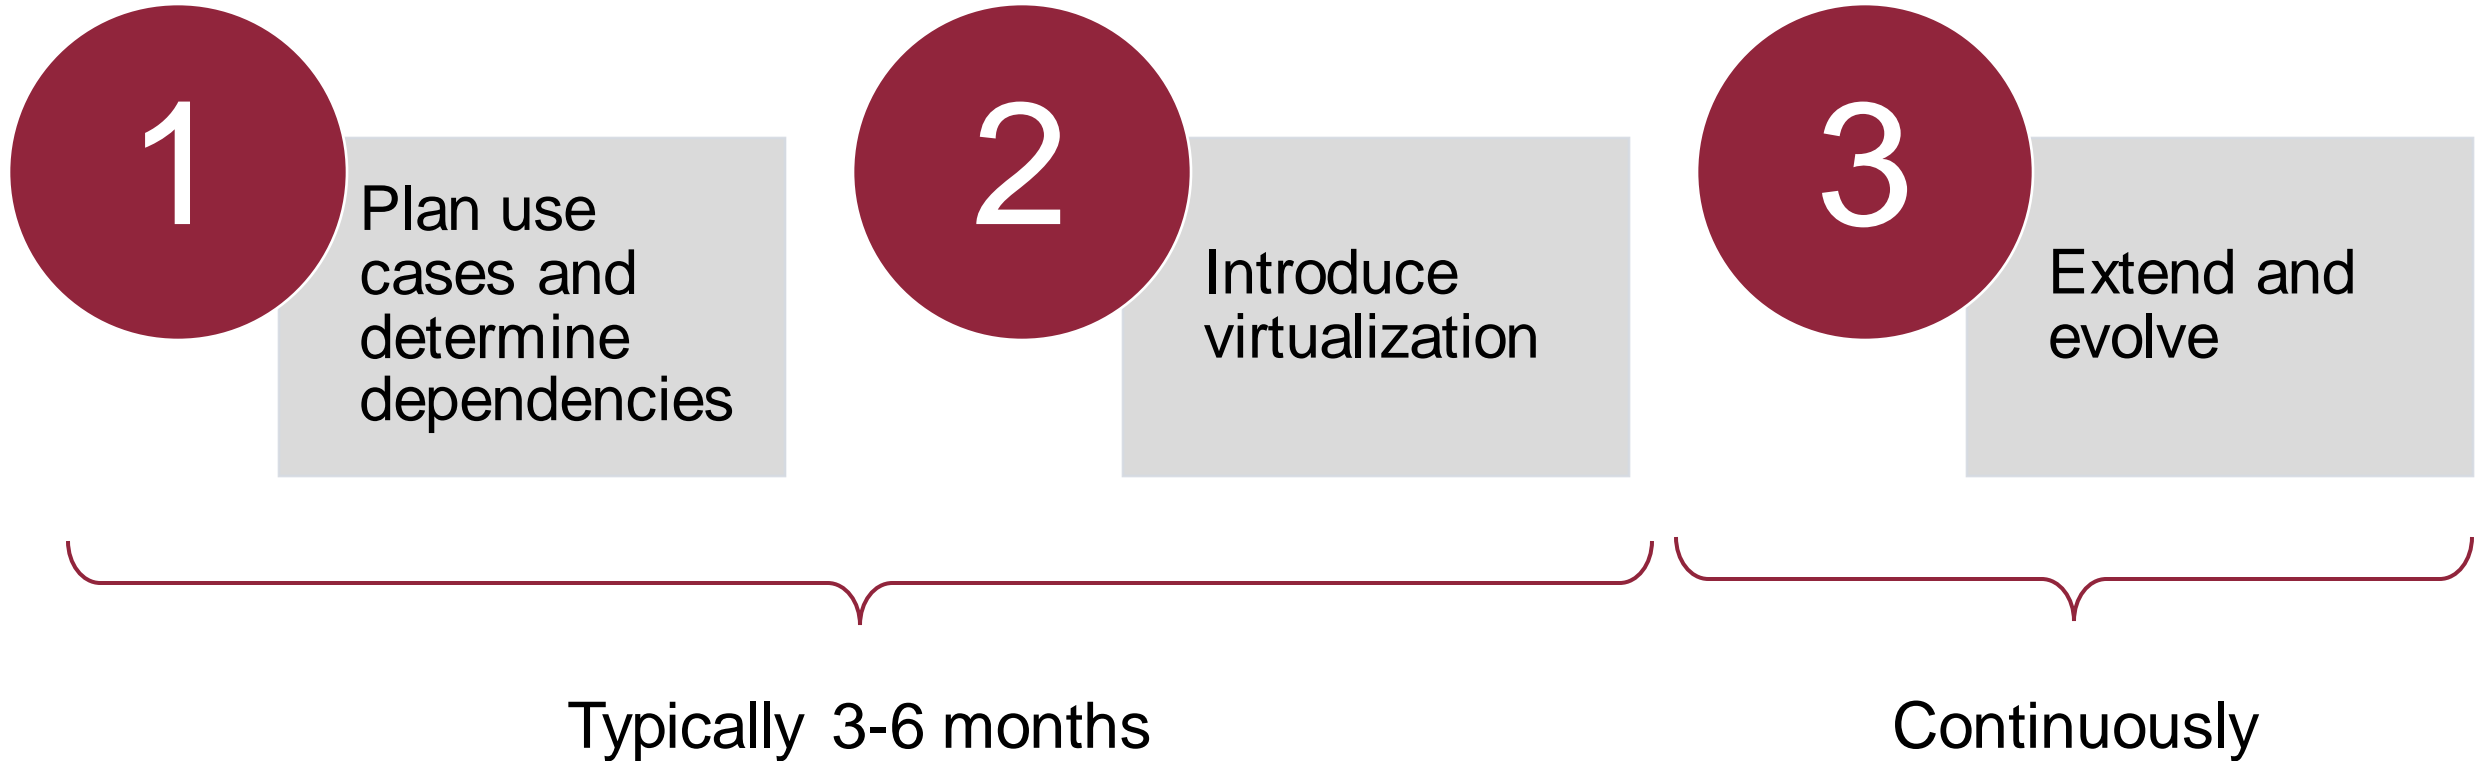 1
Plan use
cases and
determine
dependencies
2
Introduce
virtualization
3
Extend and
evolve
Typically 3-6 months
Continuously